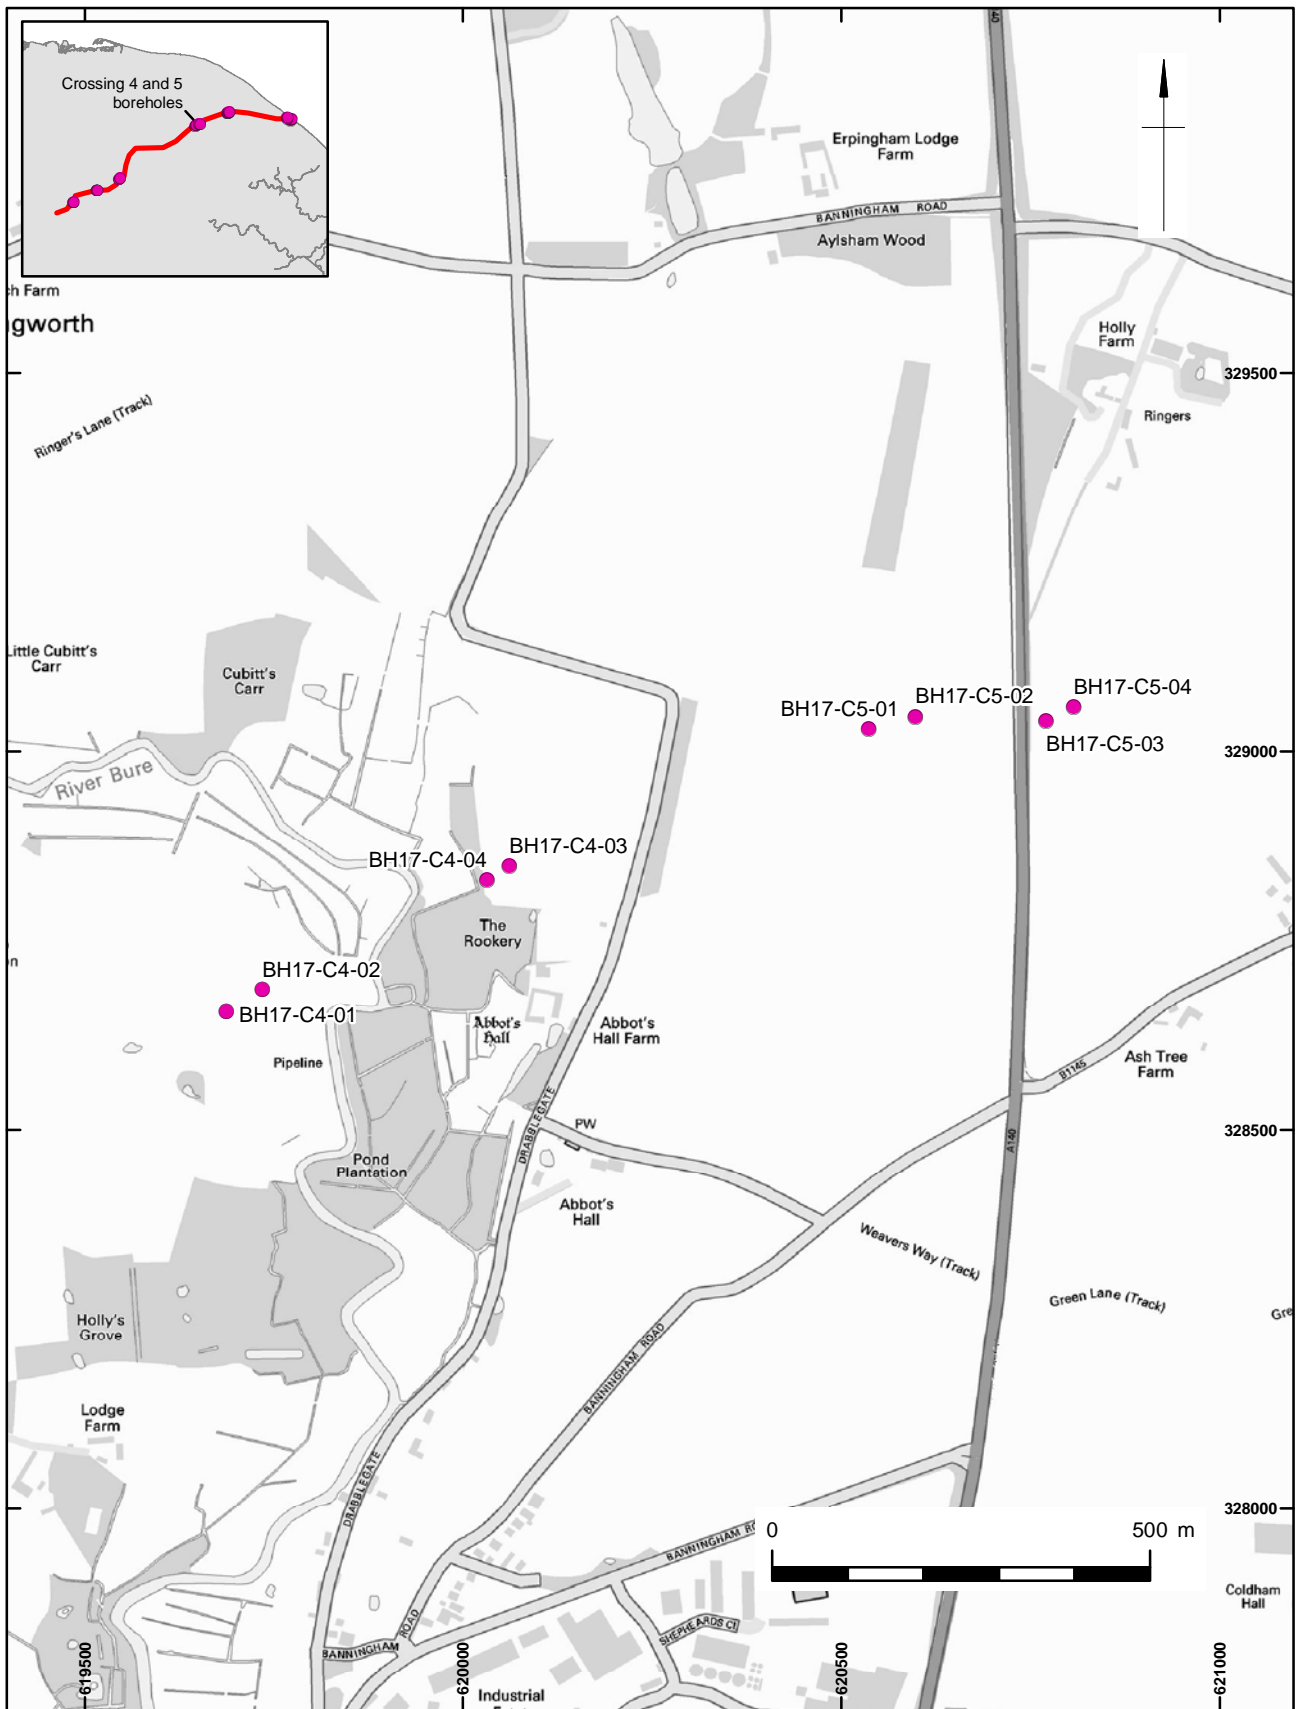 Crossing 4 and 5
boreholes
Erpingham Lodge
Farm
BANNINGHAM ROAD
Aylsham Wood
ch Farm
gworth
Holly
Farm
329500
Ringer's Lane (Track)
Ringers
Little Cubitt's
Carr
Cubitt's
Carr
BH17-C5-01
BH17-C5-02
BH17-C5-04
BH17-C5-03
329000
River Bure
BH17-C4-04
BH17-C4-03
The
Rookery
BH17-C4-02
BH17-C4-01
Abbot's
Hall
Abbot's
Hall Farm
Pipeline
Ash Tree
Farm
B1145
DRABBLEGATE
PW
A140
328500
Pond
Plantation
Abbot's
Hall
Weavers Way (Track)
Green Lane (Track)
Gre
Holly's
Grove
BANNINGHAM ROAD
Lodge
Farm
DRABBLEGATE
328000
0 500 m
BANNINGHAM RO
Coldham
Hall
BANNINGHAM ROAD
SHEPHEARDS Ct
619500
620000
620500
621000
Industrial